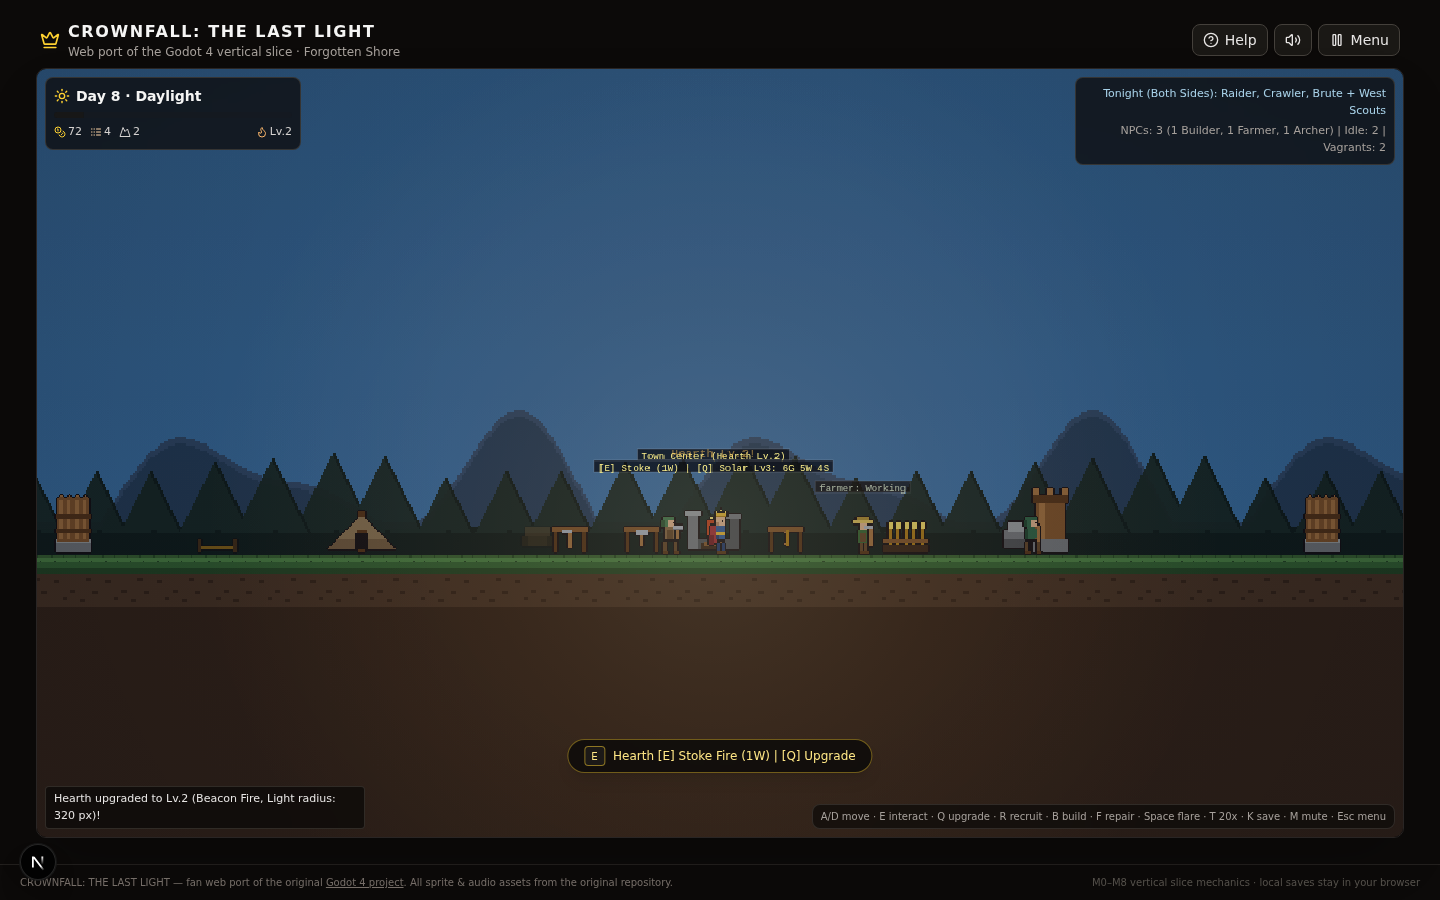 CROWNFALL: THE LAST LIGHT
Web port of the Godot 4 vertical slice · Forgotten Shore
Help
Menu
Day 8 · Daylight
72 4 2 Lv.2
Tonight (Both Sides): Raider, Crawler, Brute + West
Scouts
NPCs: 3 (1 Builder, 1 Farmer, 1 Archer) | Idle: 2 |
Vagrants: 2
Town Center (Hearth Lv.2)
[E] Stoke (1W) | [Q] Solar Lv3: 6G 5W 4S
farmer: Working
E Hearth [E] Stoke Fire (1W) | [Q] Upgrade
Hearth upgraded to Lv.2 (Beacon Fire, Light radius:
320 px)!
A/D move · E interact · Q upgrade · R recruit · B build · F repair · Space flare · T 20x · K save · M mute · Esc menu
N
CROWNFALL: THE LAST LIGHT — fan web port of the original Godot 4 project. All sprite & audio assets from the original repository.
M0–M8 vertical slice mechanics · local saves stay in your browser